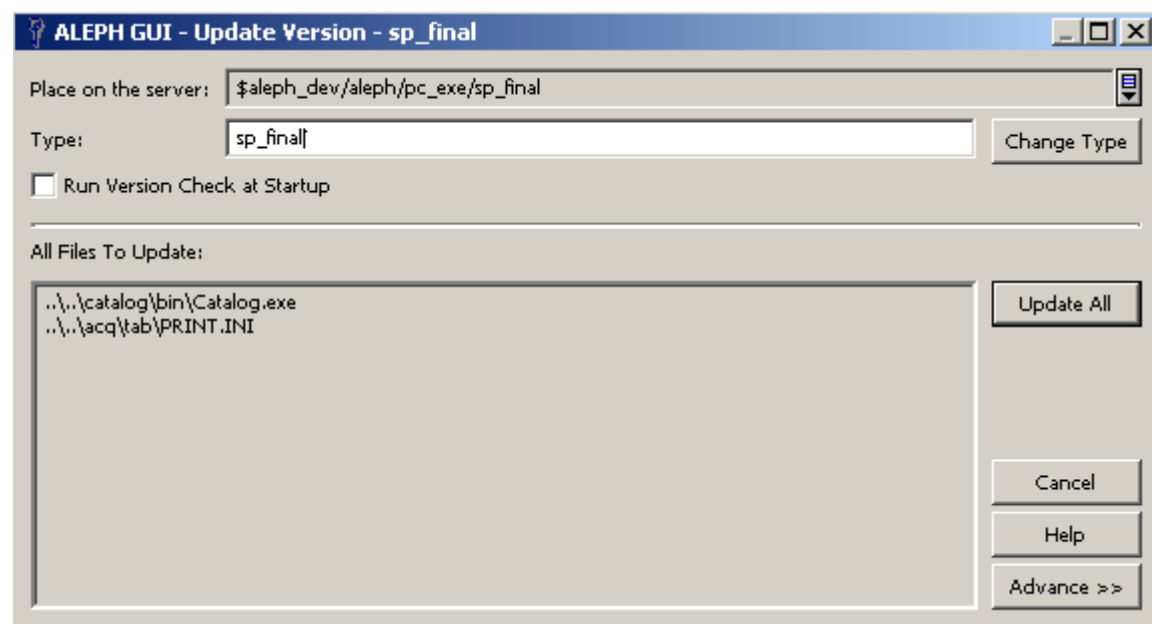 ALEPH GUI - Update Version - sp_final
Place on the server: $aleph_dev/aleph/pc_exe/sp_final
Type: sp_final Change Type
Run Version Check at Startup
All Files To Update:
..\..\catalog\bin\Catalog.exe
..\..\acq\tab\PRINT.INI
Update All
Cancel
Help
Advance >>